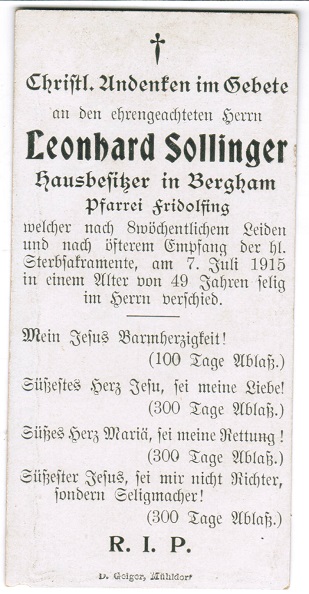 Christl. Andenken im Gebete
an den ehrengeachteten Herrn
Leonhard Sollinger
Hausbesitzer in Bergham
Pfarrei Fridolfing
welcher nach 8wöchentlichem Leiden
und nach öfterem Empfang der hl.
Sterbsakramente, am 7. Juli 1915
in einem Alter von 49 Jahren selig
im Herrn verschied.
Mein Jesus Barmherzigkeit!
(100 Tage Ablaß.)
Süßestes Herz Jesu, sei meine Liebe!
(300 Tage Ablaß.)
Süßes Herz Mariä, sei meine Rettung!
(300 Tage Ablaß.)
Süßester Jesus, sei mir nicht Richter,
sondern Seligmacher!
(300 Tage Ablaß.)
R. I. P.
D. Geiger, Mühldorf